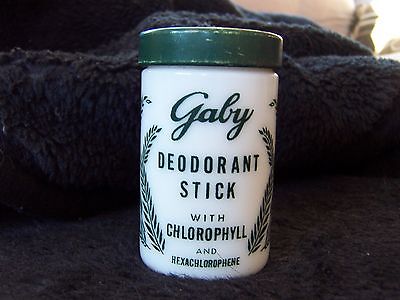 Gaby
DEODORANT
STICK
WITH
CHLOROPHYLL
AND
HEXACHLOROPHENE